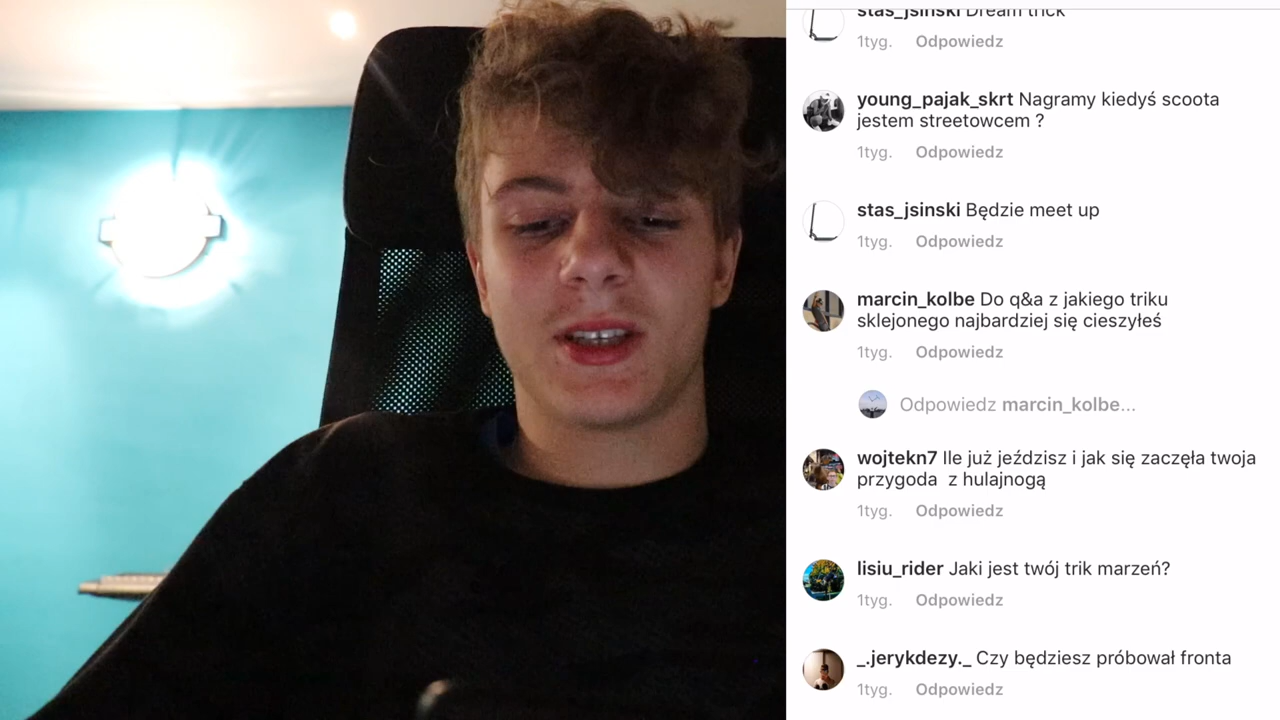 stas_jsinski Dream trick
1tyg. Odpowiedz
young_pajak_skrt Nagramy kiedyś scoota
jestem streetowcem ?
1tyg. Odpowiedz
stas_jsinski Będzie meet up
1tyg. Odpowiedz
marcin_kolbe Do q&a z jakiego triku
sklejonego najbardziej się cieszyłeś
1tyg. Odpowiedz
Odpowiedz marcin_kolbe...
wojtekn7 Ile już jeździsz i jak się zaczęła twoja
przygoda z hulajnogą
1tyg. Odpowiedz
lisiu_rider Jaki jest twój trik marzeń?
1tyg. Odpowiedz
_.jerykdezy._ Czy będziesz próbował fronta
1tyg. Odpowiedz